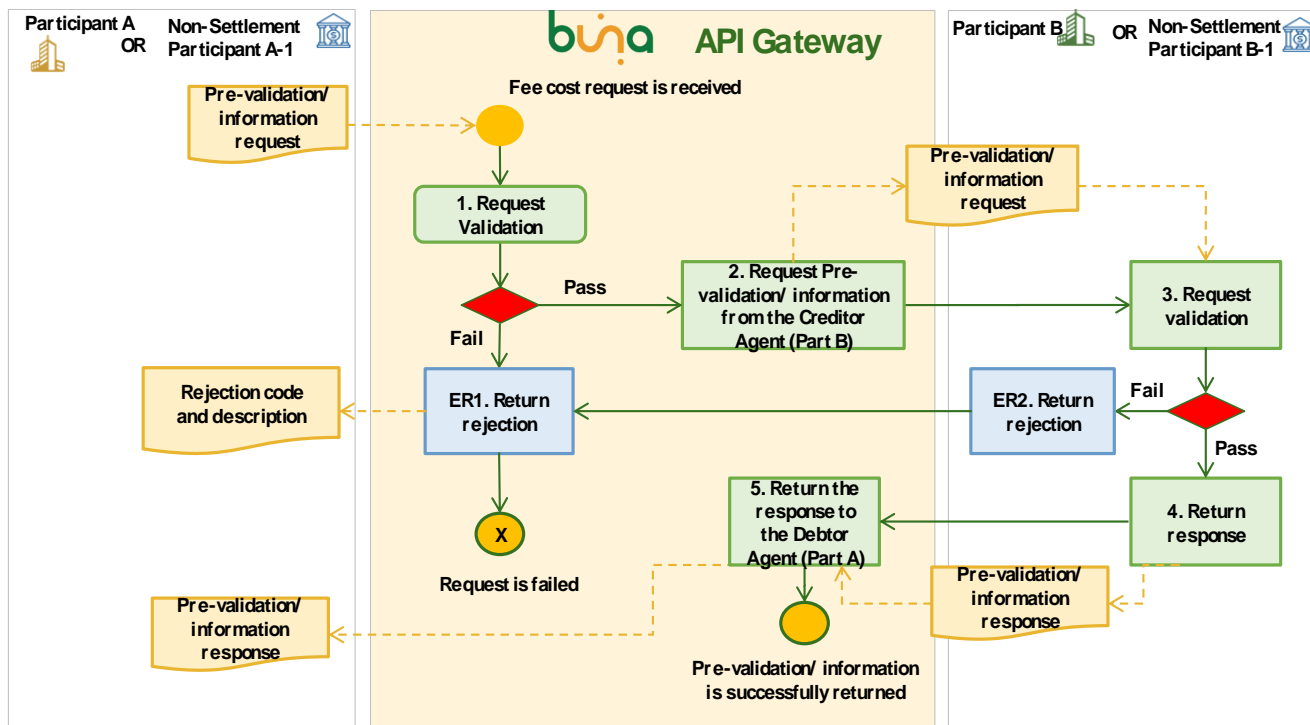 Participant A
OR
Non-Settlement
Participant A-1
buna
API Gateway
Participant B
OR
Non-Settlement
Participant B-1
Fee cost request is received
Pre-validation/
information
request
1. Request
Validation
Pass
Fail
2. Request Pre-
validation/ information
from the Creditor
Agent (Part B)
Pre-validation/
information
request
3. Request
validation
Rejection code
and description
ER1. Return
rejection
ER2. Return
rejection
Fail
Pass
X
Request is failed
5. Return the
response to
the Debtor
Agent (Part A)
4. Return
response
Pre-validation/
information
response
Pre-validation/
information
response
Pre-validation/ information
is successfully returned